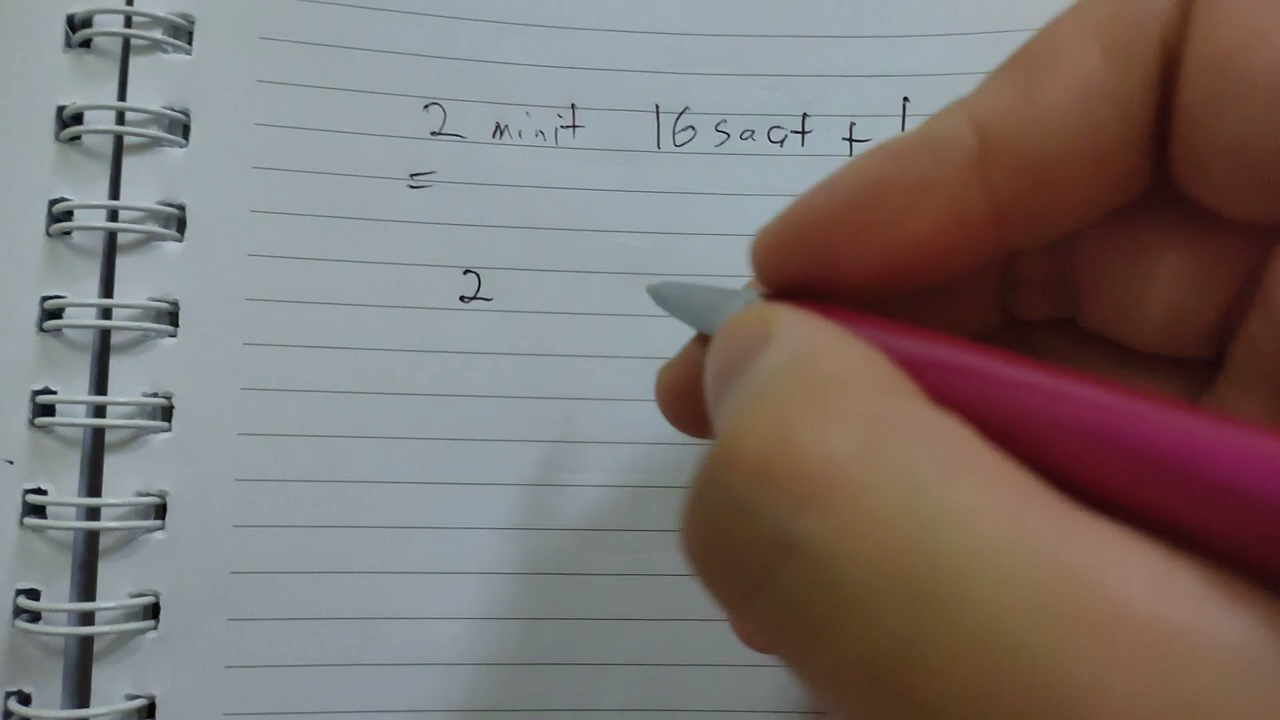 2 minit 16 saat +
=
2